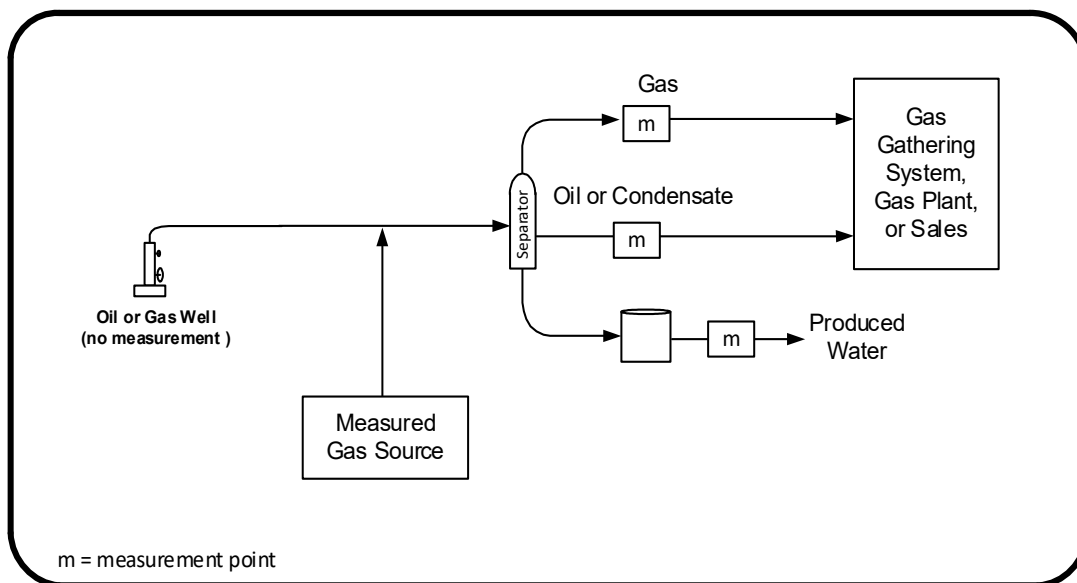 Gas
m
Gas
Gathering
System,
Gas Plant,
or Sales
Separator
Oil or Condensate
m
Oil or Gas Well
(no measurement )
m
Produced
Water
Measured
Gas Source
m = measurement point